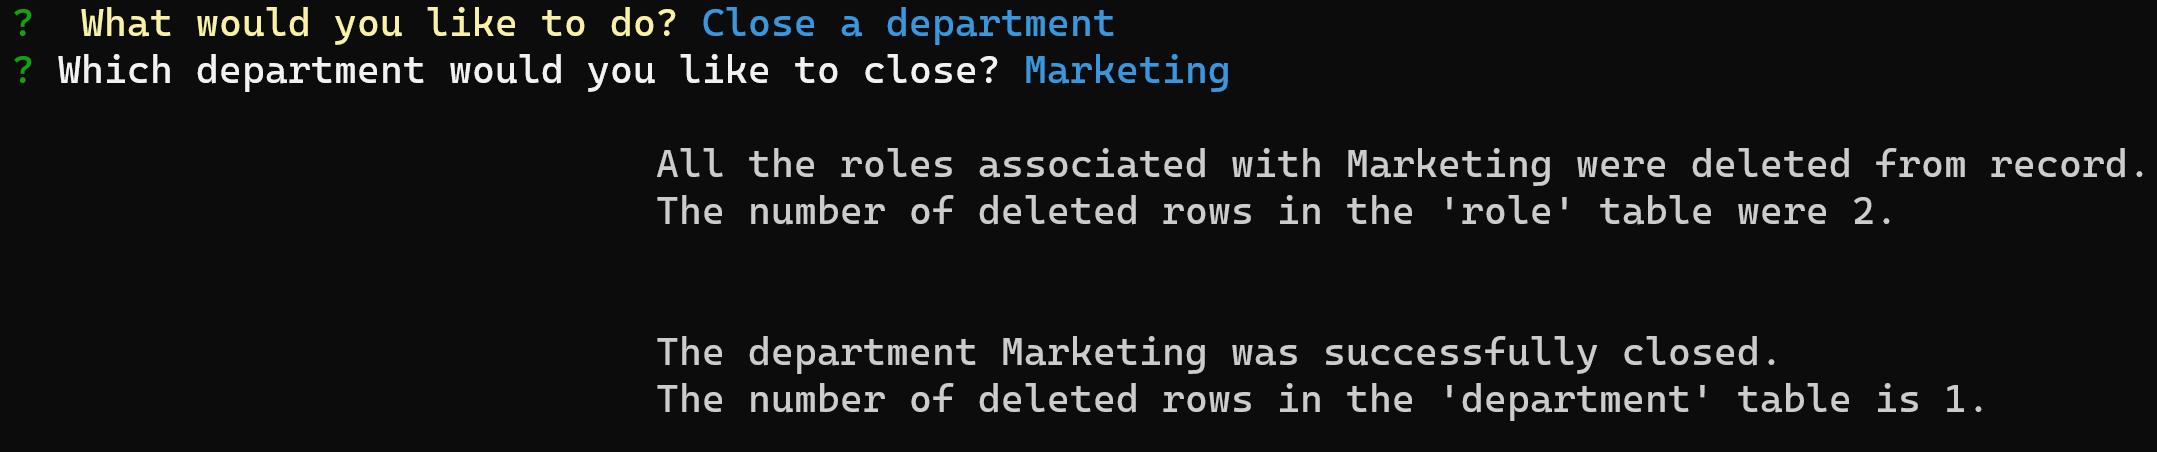 ?  What would you like to do? Close a department
? Which department would you like to close? Marketing
All the roles associated with Marketing were deleted from record.
The number of deleted rows in the 'role' table were 2.
The department Marketing was successfully closed.
The number of deleted rows in the 'department' table is 1.